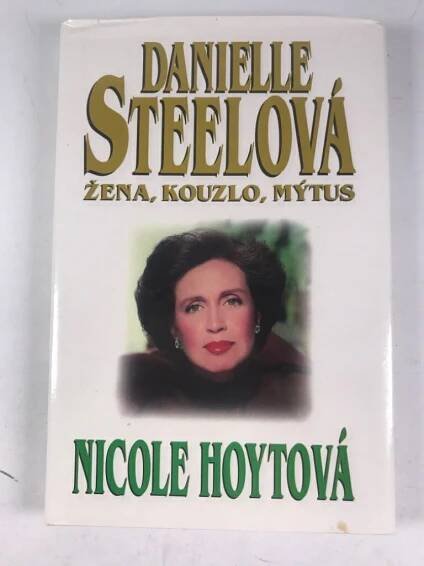 DANIELLE
STEELOVÁ
ŽENA, KOUZLO, MÝTUS
NICOLE HOYTOVÁ